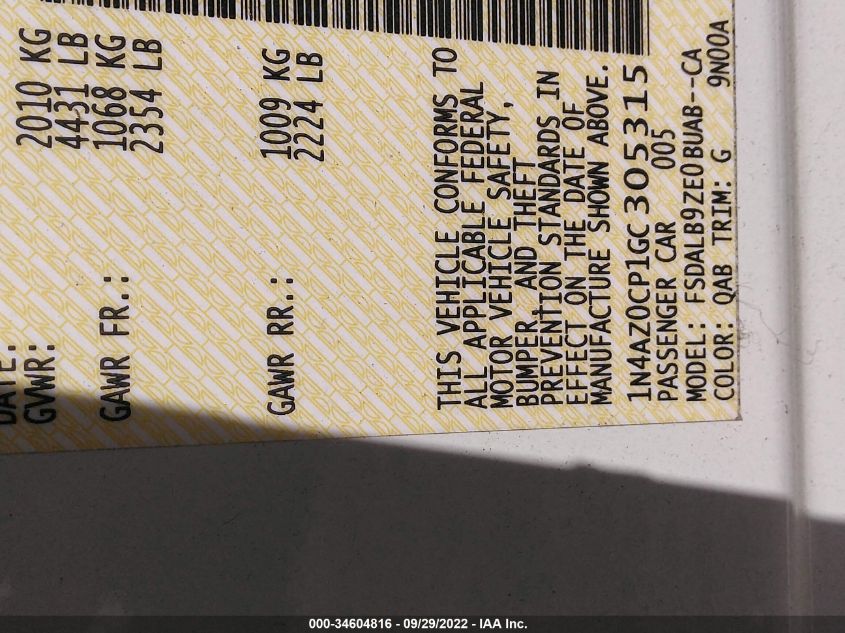 DATE:
GVWR: 2010 KG
4431 LB
GAWR FR.: 1068 KG
2354 LB
GAWR RR.: 1009 KG
2224 LB
THIS VEHICLE CONFORMS TO
ALL APPLICABLE FEDERAL
MOTOR VEHICLE SAFETY,
BUMPER, AND THEFT
PREVENTION STANDARDS IN
EFFECT ON THE DATE OF
MANUFACTURE SHOWN ABOVE.
1N4AZ0CP1GC305315
PASSENGER CAR 005
MODEL: FSDALB9ZE0BUAB--CA
COLOR: QAB TRIM: G 9N00A
000-34604816 - 09/29/2022 - IAA Inc.